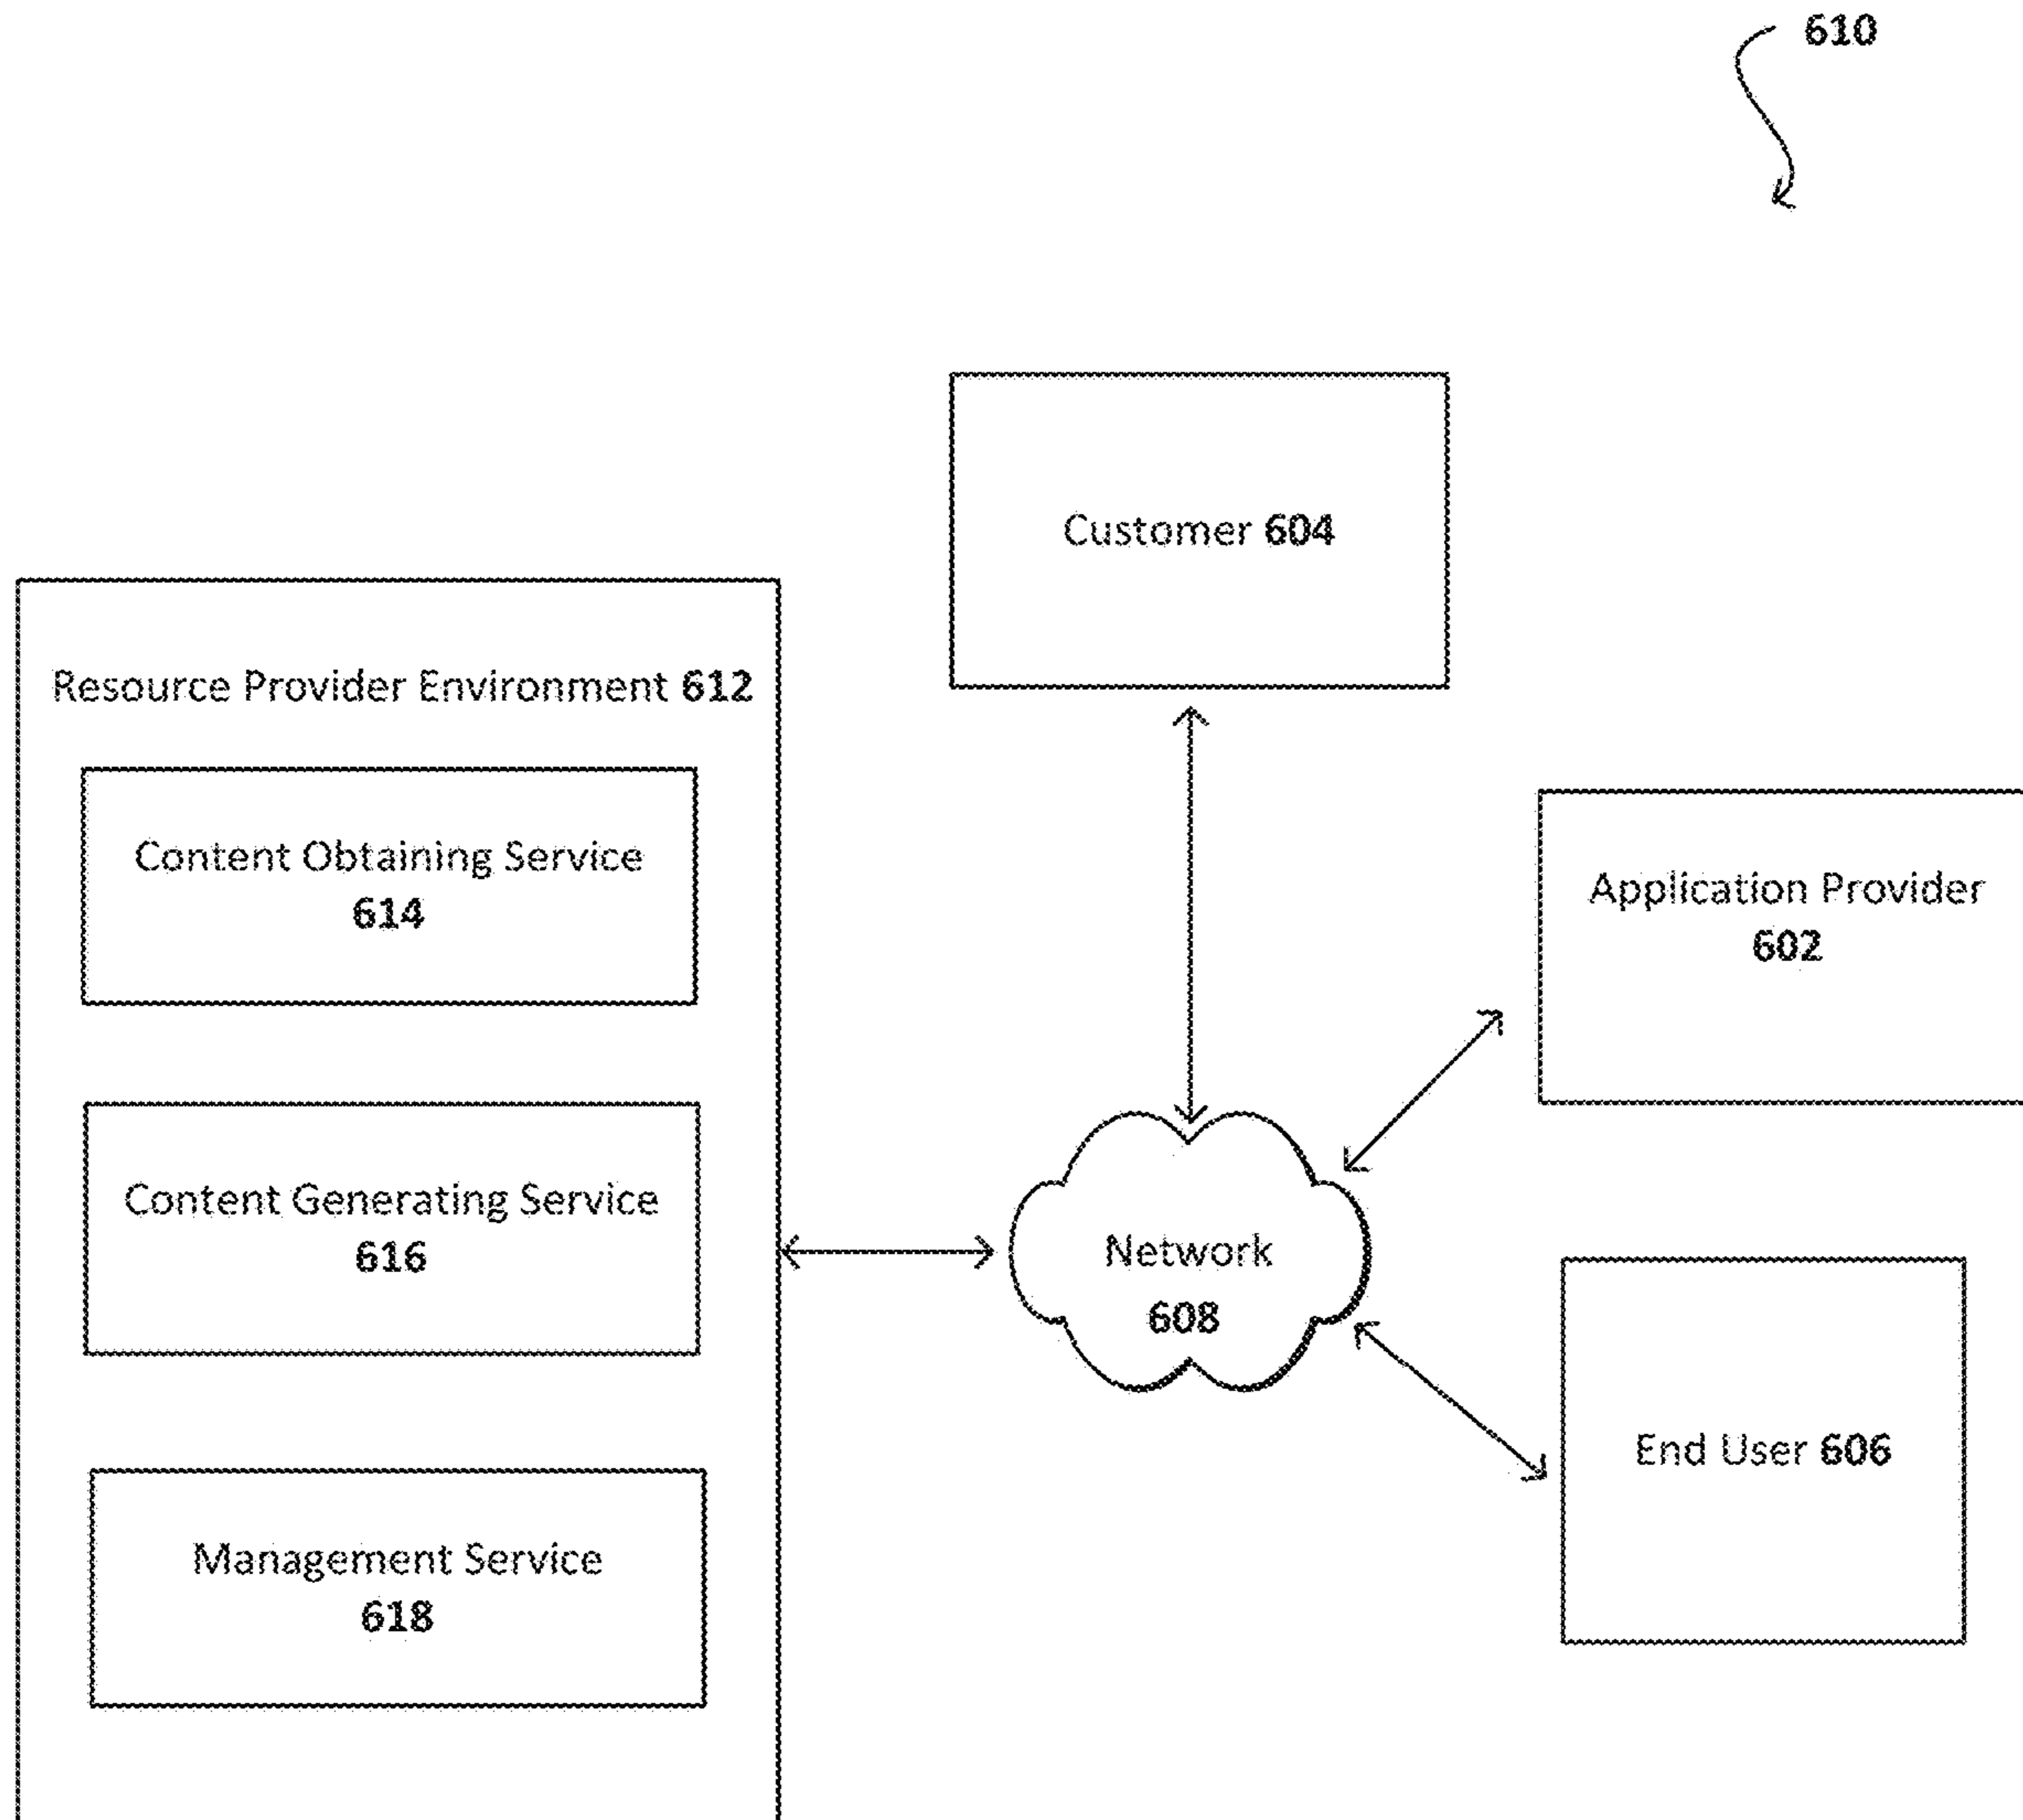 610
Customer 604
Resource Provider Environment 612
Content Obtaining Service
614
Application Provider
602
Content Generating Service
616
Network
608
End User 606
Management Service
618